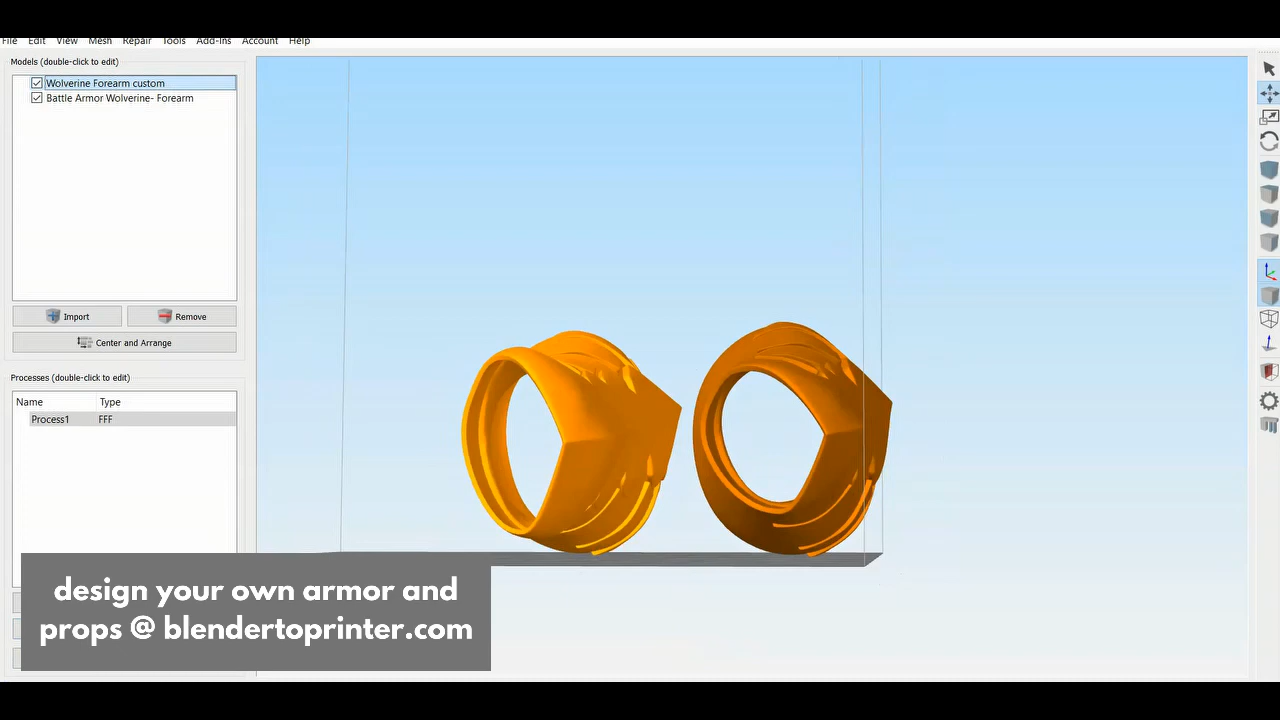 File Edit View Mesh Repair Tools Add-Ins Account Help
Models (double-click to edit)
Wolverine Forearm custom
Battle Armor Wolverine- Forearm
Import Remove
Center and Arrange
Processes (double-click to edit)
Name Type
Process1 FFF
design your own armor and
props @ blendertoprinter.com